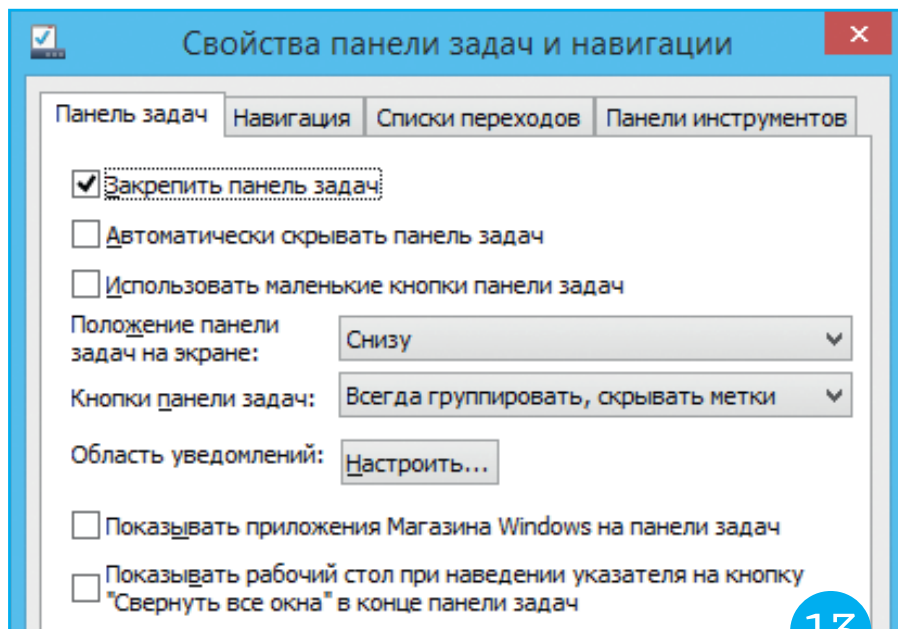 Свойства панели задач и навигации
Панель задач Навигация Списки переходов Панели инструментов
Закрепить панель задач
Автоматически скрывать панель задач
Использовать маленькие кнопки панели задач
Положение панели
задач на экране:
Снизу
Кнопки панели задач: Всегда группировать, скрывать метки
Область уведомлений: Настроить...
Показывать приложения Магазина Windows на панели задач
Показывать рабочий стол при наведении указателя на кнопку
"Свернуть все окна" в конце панели задач
13